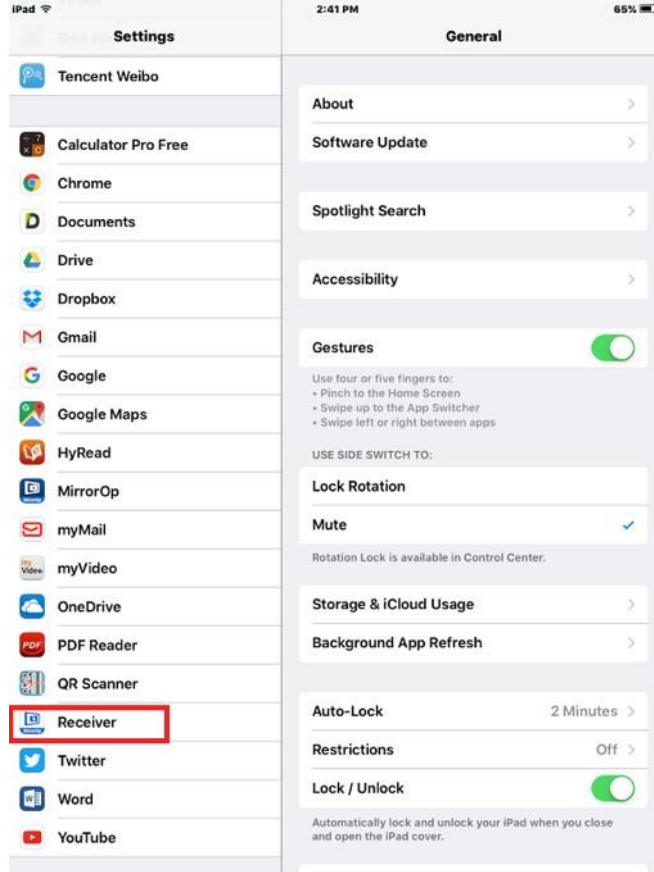 iPad
2:41 PM
65%
Settings
General
Tencent Weibo
Calculator Pro Free
Chrome
Documents
Drive
Dropbox
Gmail
Google
Google Maps
HyRead
MirrorOp
myMail
myVideo
OneDrive
PDF Reader
QR Scanner
Receiver
Twitter
Word
YouTube
About
Software Update
Spotlight Search
Accessibility
Gestures
Use four or five fingers to:
• Pinch to the Home Screen
• Swipe up to the App Switcher
• Swipe left or right between apps
USE SIDE SWITCH TO:
Lock Rotation
Mute
Rotation Lock is available in Control Center.
Storage & iCloud Usage
Background App Refresh
Auto-Lock 2 Minutes
Restrictions Off
Lock / Unlock
Automatically lock and unlock your iPad when you close
and open the iPad cover.